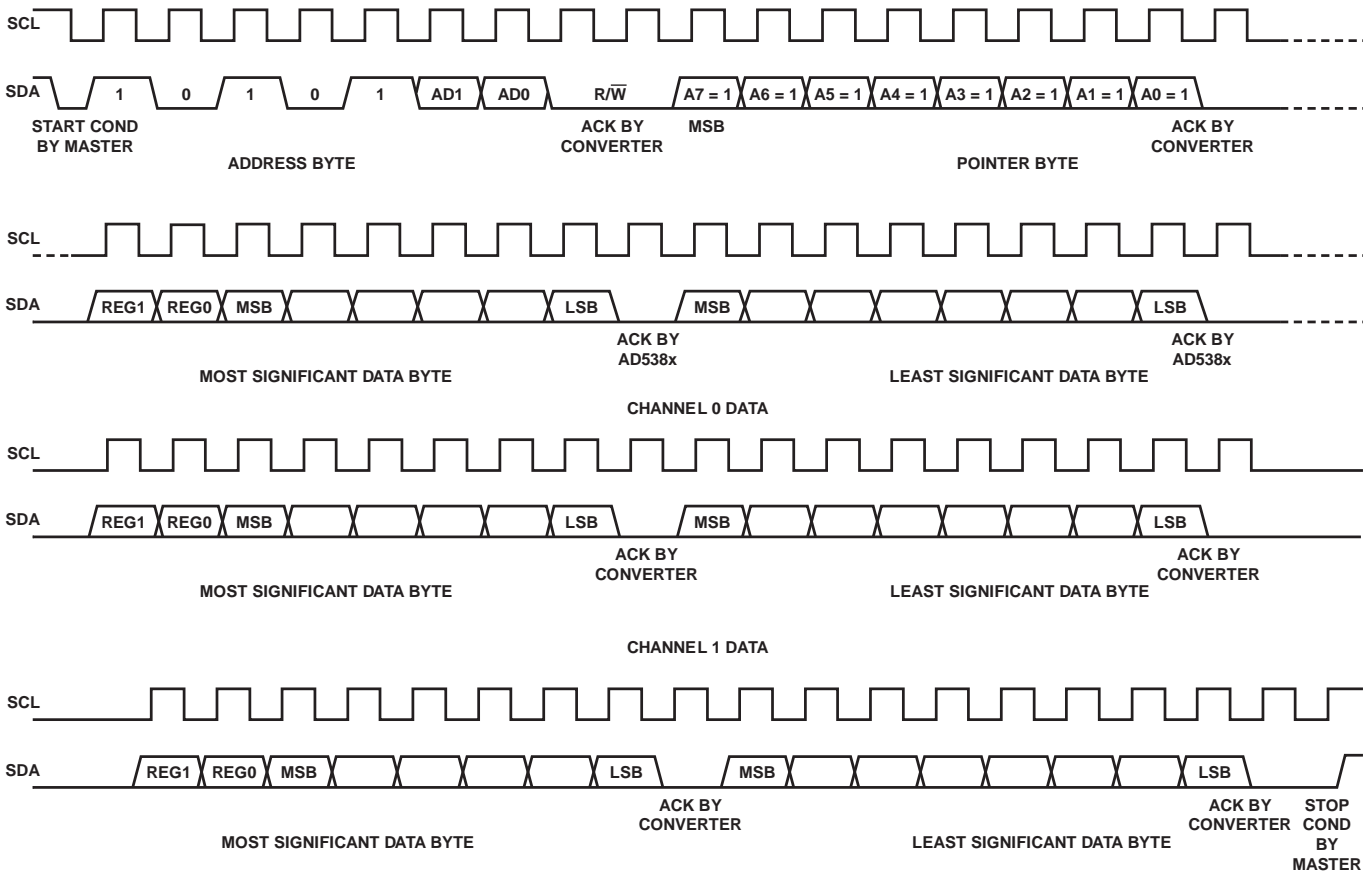 SCL
SDA 1 0 1 0 1 AD1 AD0 R/W̅ A7 = 1 A6 = 1 A5 = 1 A4 = 1 A3 = 1 A2 = 1 A1 = 1 A0 = 1
START COND BY MASTER
ACK BY CONVERTER
MSB
ACK BY CONVERTER
ADDRESS BYTE
POINTER BYTE
SCL
SDA REG1 REG0 MSB LSB MSB LSB
ACK BY AD538x
ACK BY AD538x
MOST SIGNIFICANT DATA BYTE
LEAST SIGNIFICANT DATA BYTE
CHANNEL 0 DATA
SCL
SDA REG1 REG0 MSB LSB MSB LSB
ACK BY CONVERTER
ACK BY CONVERTER
MOST SIGNIFICANT DATA BYTE
LEAST SIGNIFICANT DATA BYTE
CHANNEL 1 DATA
SCL
SDA REG1 REG0 MSB LSB MSB LSB
ACK BY CONVERTER
ACK BY CONVERTER
STOP COND BY MASTER
MOST SIGNIFICANT DATA BYTE
LEAST SIGNIFICANT DATA BYTE